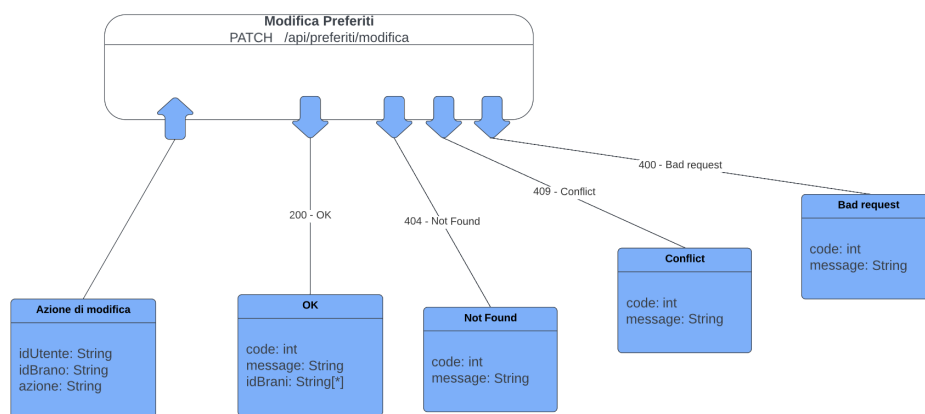 Modifica Preferiti
PATCH /api/preferiti/modifica
400 - Bad request
409 - Conflict
200 - OK
404 - Not Found
Bad request
code: int
message: String
Conflict
code: int
message: String
Azione di modifica
idUtente: String
idBrano: String
azione: String
OK
code: int
message: String
idBrani: String[*]
Not Found
code: int
message: String